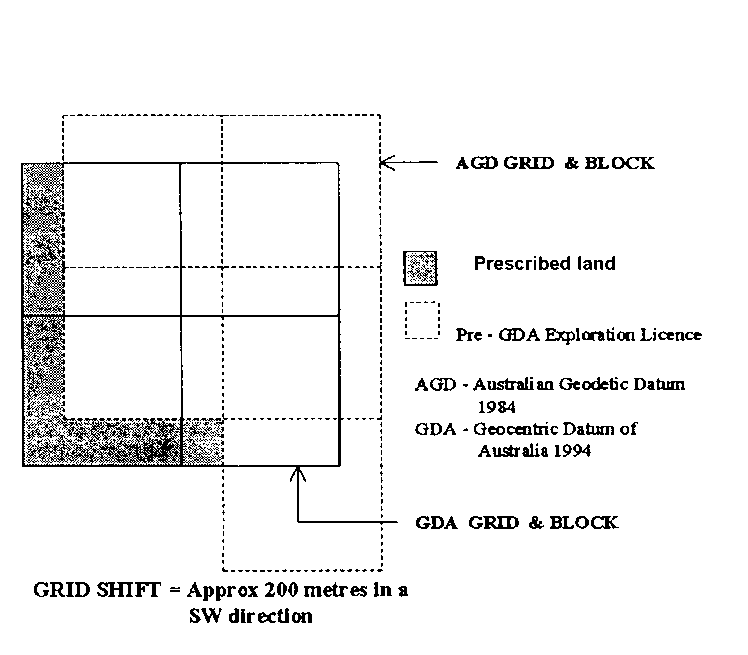 AGD GRID & BLOCK
Prescribed land
Pre - GDA Exploration Licence
AGD - Australian Geodetic Datum
1984
GDA - Geocentric Datum of
Australia 1994
GDA GRID & BLOCK
GRID SHIFT = Approx 200 metres in a
SW direction